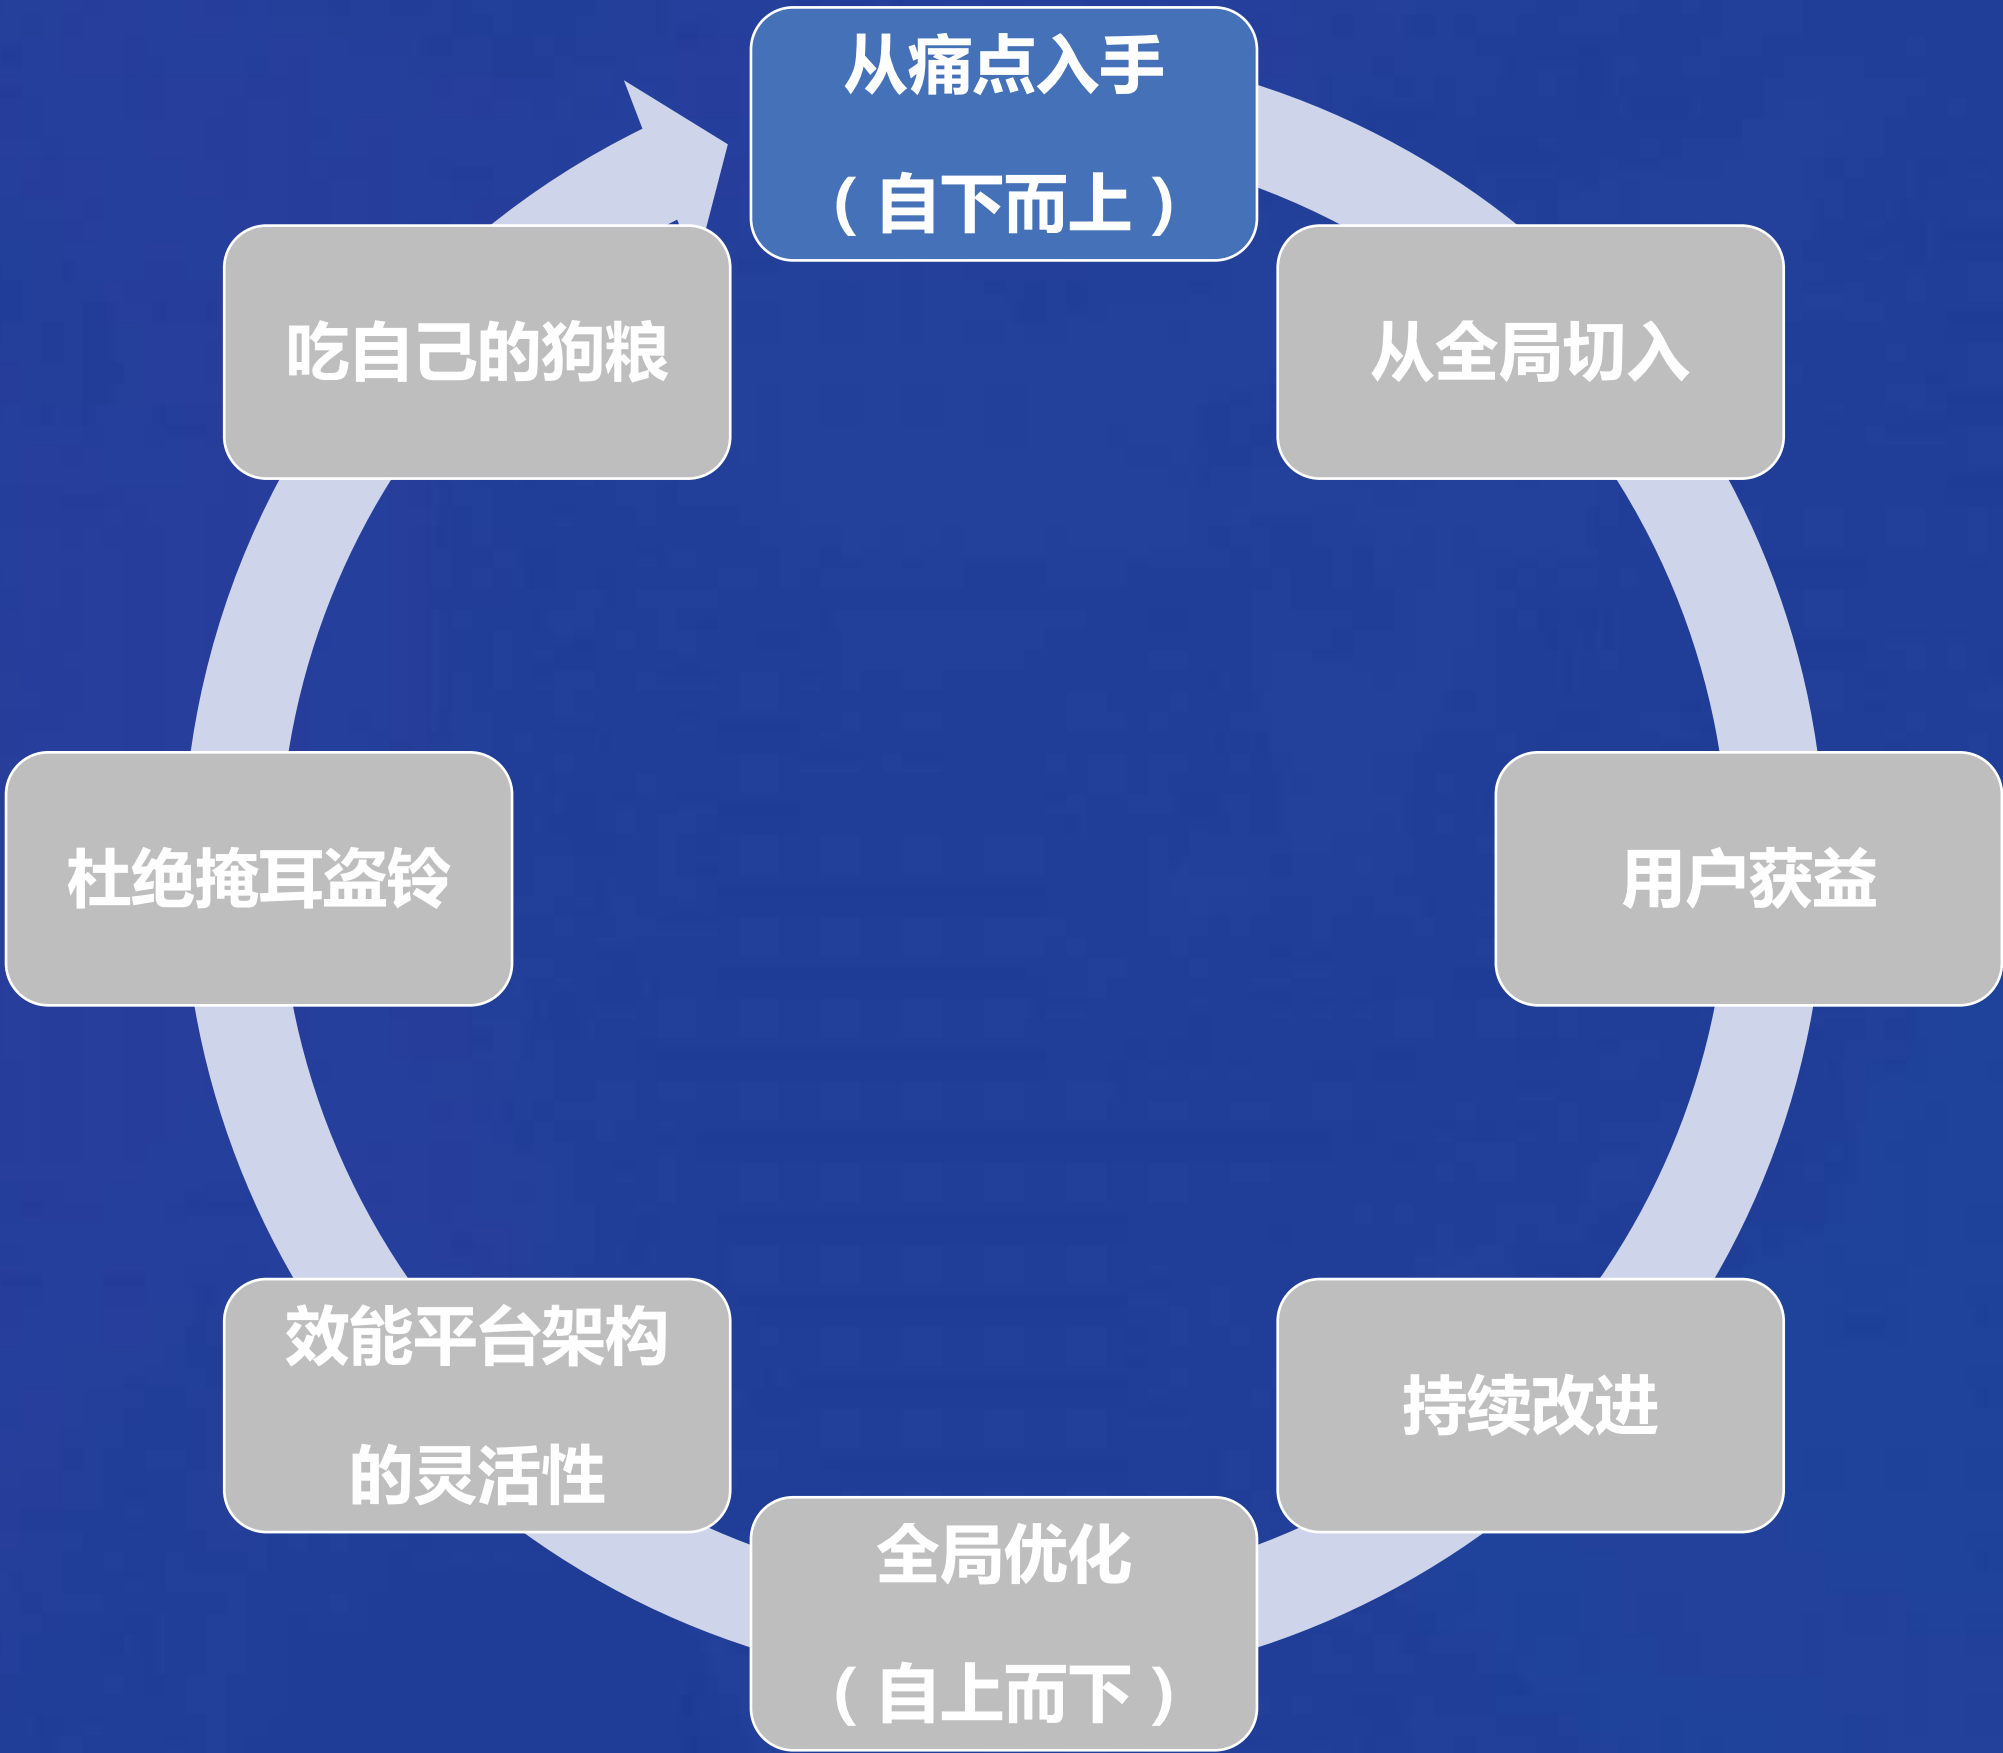 从痛点入手
（自下而上）
从全局切入
用户获益
持续改进
全局优化
（自上而下）
效能平台架构
的灵活性
杜绝掩耳盗铃
吃自己的狗粮